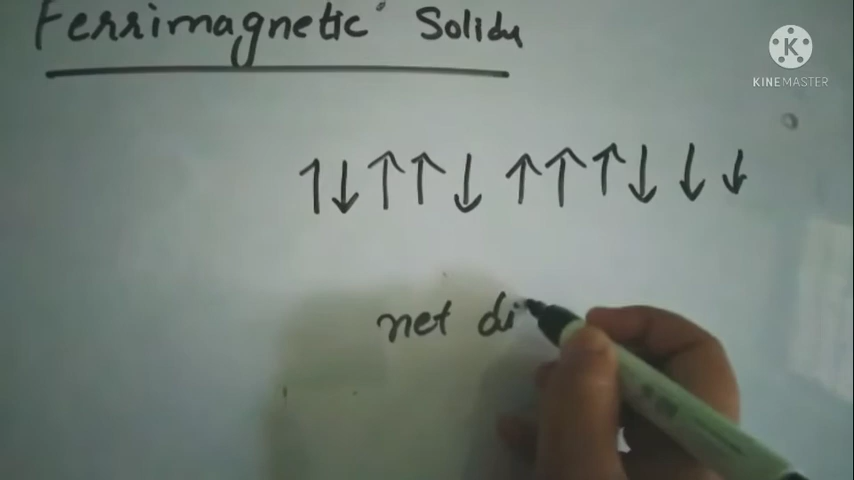 Ferrimagnetic Solids
K
KINEMASTER
↑↓↑↑↓ ↑↑↑↓ ↓ ↓
net di